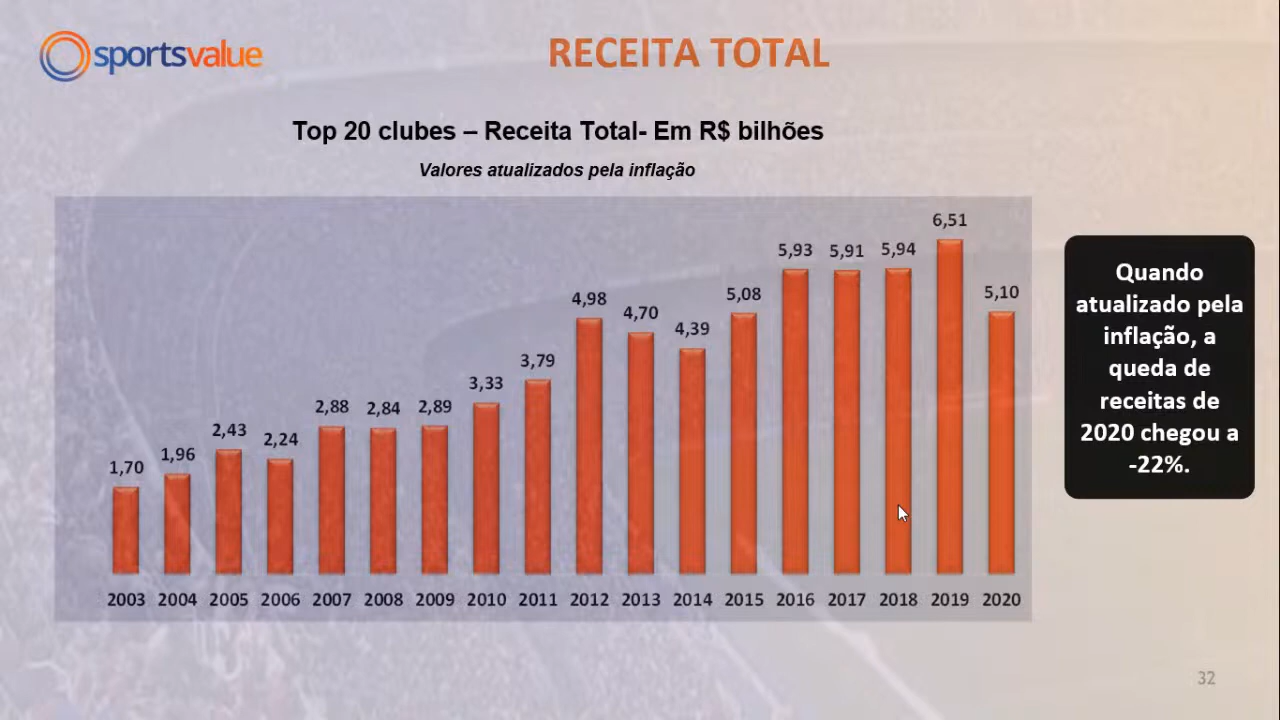 sportsvalue
RECEITA TOTAL
Top 20 clubes – Receita Total- Em R$ bilhões
Valores atualizados pela inflação
1,70
1,96
2,43
2,24
2,88
2,84
2,89
3,33
3,79
4,98
4,70
4,39
5,08
5,93
5,91
5,94
6,51
5,10
2003 2004 2005 2006 2007 2008 2009 2010 2011 2012 2013 2014 2015 2016 2017 2018 2019 2020
Quando
atualizado pela
inflação, a
queda de
receitas de
2020 chegou a
-22%.
32